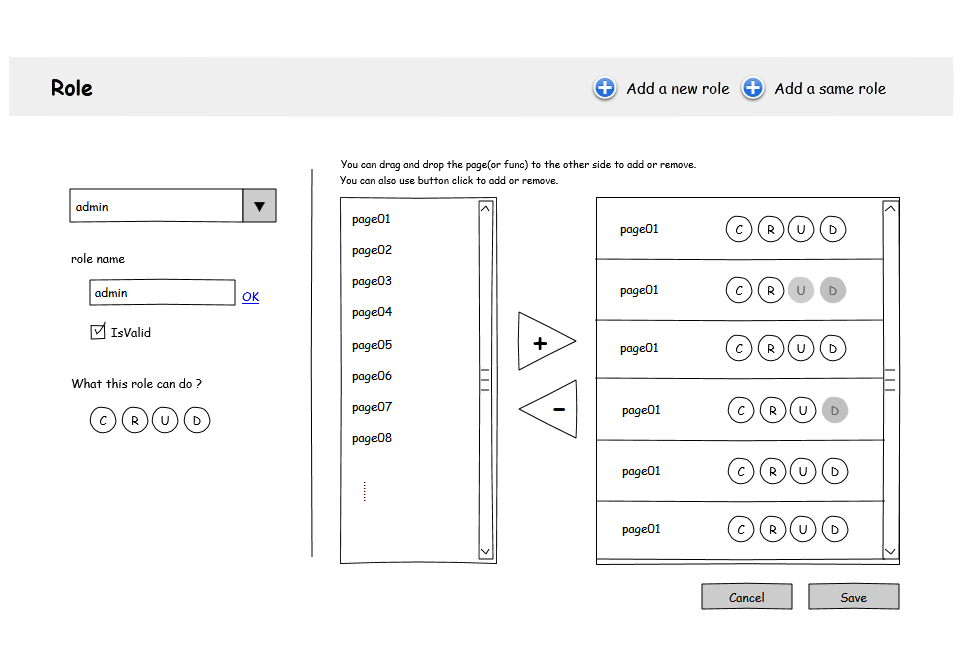 Role
Add a new role
Add a same role
admin
role name
admin
OK
IsValid
What this role can do ?
C R U D
You can drag and drop the page(or func) to the other side to add or remove.
You can also use button click to add or remove.
page01
page02
page03
page04
page05
page06
page07
page08
+
-
page01 C R U D
page01 C R U D
page01 C R U D
page01 C R U D
page01 C R U D
page01 C R U D
Cancel
Save